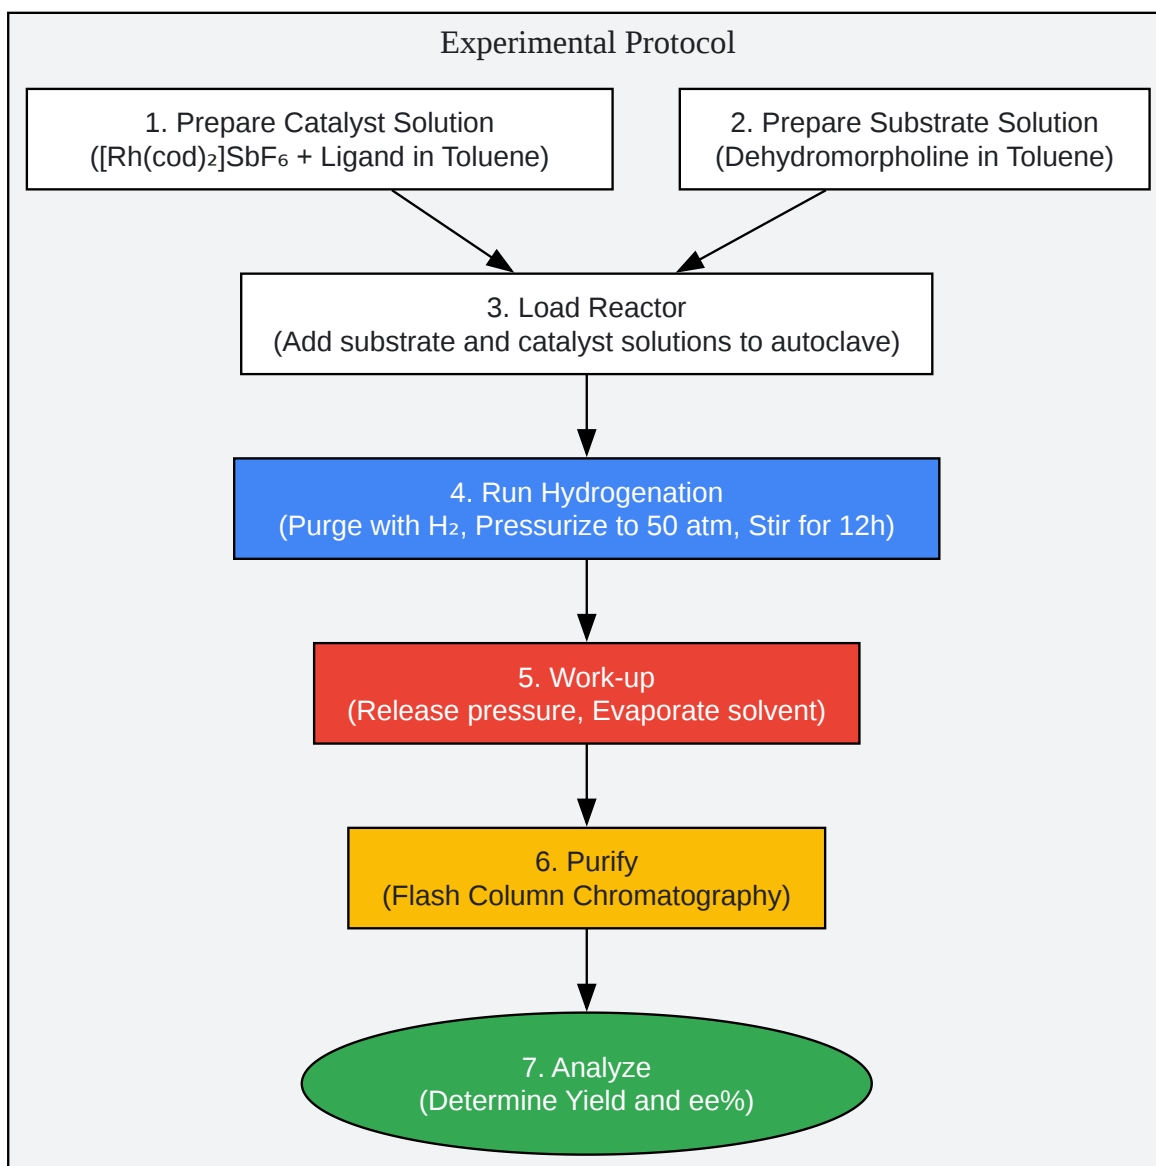 Experimental Protocol
1. Prepare Catalyst Solution
([Rh(cod)₂]SbF₆ + Ligand in Toluene)
2. Prepare Substrate Solution
(Dehydromorpholine in Toluene)
3. Load Reactor
(Add substrate and catalyst solutions to autoclave)
4. Run Hydrogenation
(Purge with H₂, Pressurize to 50 atm, Stir for 12h)
5. Work-up
(Release pressure, Evaporate solvent)
6. Purify
(Flash Column Chromatography)
7. Analyze
(Determine Yield and ee%)